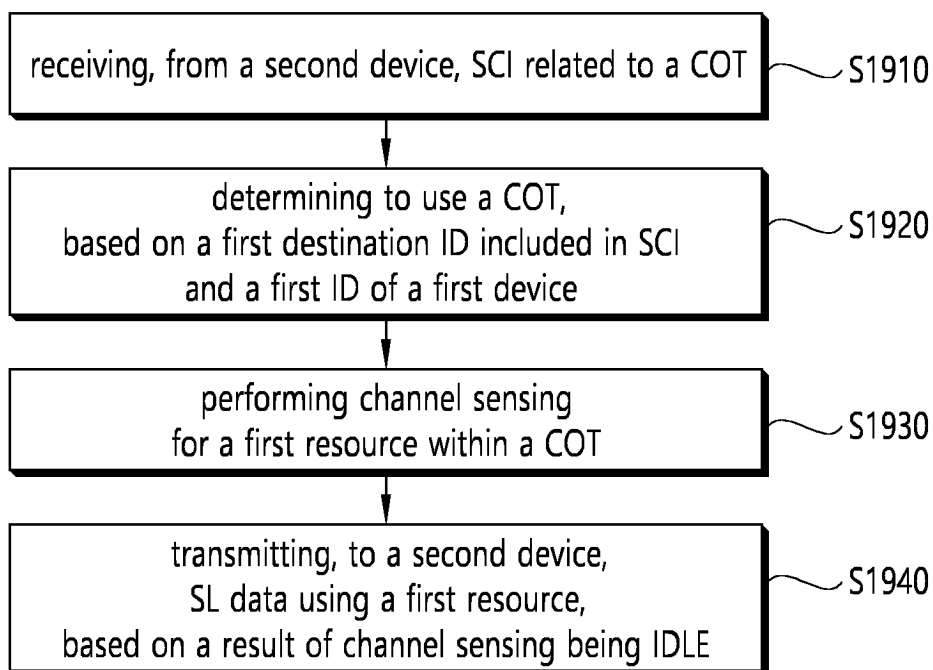 receiving, from a second device, SCI related to a COT
S1910
determining to use a COT,
based on a first destination ID included in SCI
and a first ID of a first device
S1920
performing channel sensing
for a first resource within a COT
S1930
transmitting, to a second device,
SL data using a first resource,
based on a result of channel sensing being IDLE
S1940